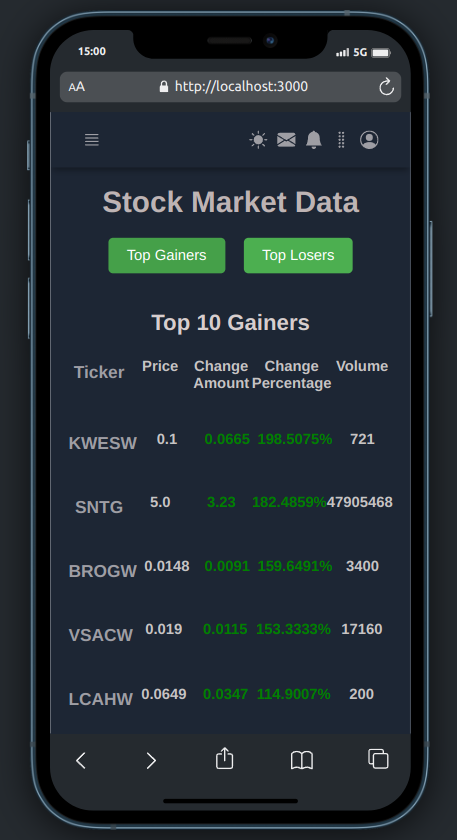 15:00 5G
AA http://localhost:3000
Stock Market Data
Top Gainers Top Losers
Top 10 Gainers
Ticker Price Change Amount Change Percentage Volume
KWESW 0.1 0.0665 198.5075% 721
SNTG 5.0 3.23 182.4859% 47905468
BROGW 0.0148 0.0091 159.6491% 3400
VSACW 0.019 0.0115 153.3333% 17160
LCAHW 0.0649 0.0347 114.9007% 200